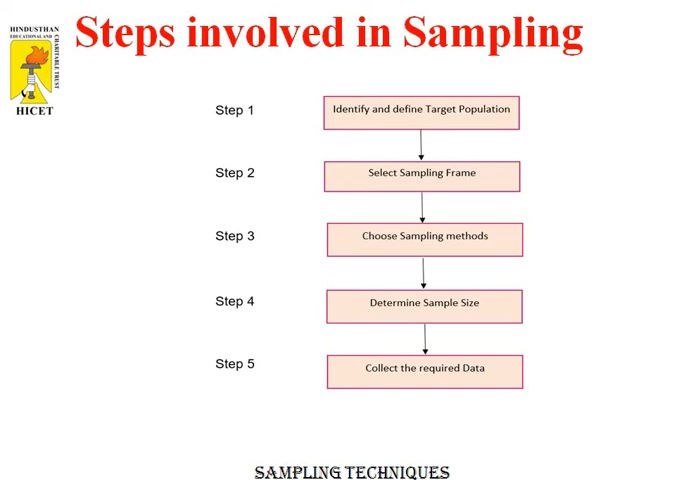 HINDUSTHAN
EDUCATIONAL AND
CHARITABLE TRUST
HICET
Steps involved in Sampling
Step 1
Identify and define Target Population
Step 2
Select Sampling Frame
Step 3
Choose Sampling methods
Step 4
Determine Sample Size
Step 5
Collect the required Data
SAMPLING TECHNIQUES